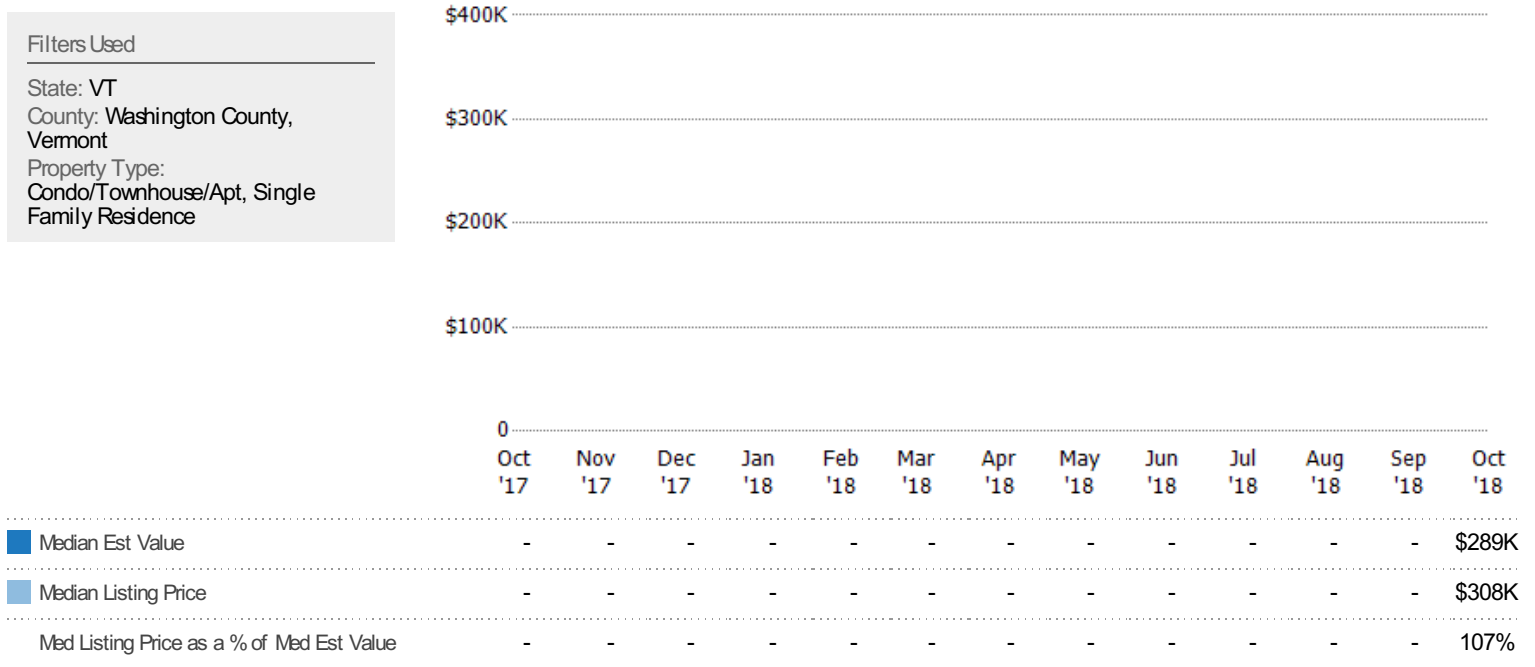 Filters Used
State: VT
County: Washington County,
Vermont
Property Type:
Condo/Townhouse/Apt, Single
Family Residence
$400K
$300K
$200K
$100K
0
Oct Nov Dec Jan Feb Mar Apr May Jun Jul Aug Sep Oct
'17 '17 '17 '18 '18 '18 '18 '18 '18 '18 '18 '18 '18
Median Est Value - - - - - - - - - - - - $289K
Median Listing Price - - - - - - - - - - - - $308K
Med Listing Price as a % of Med Est Value - - - - - - - - - - - - 107%